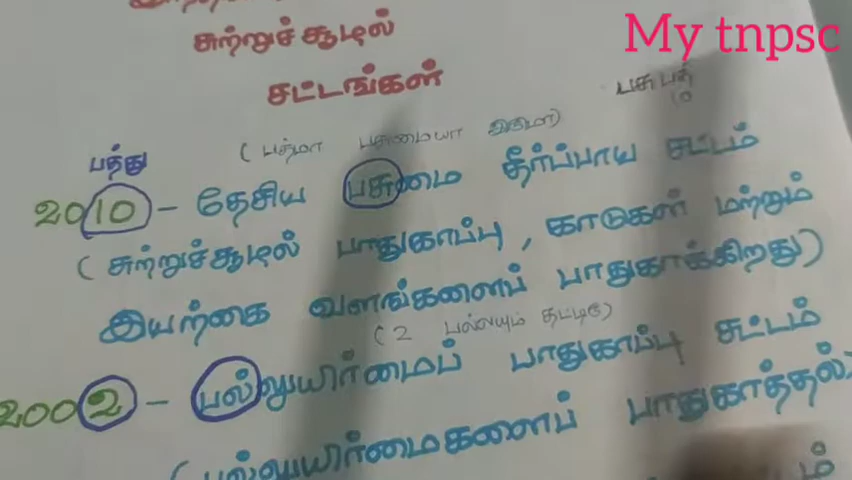 My tnpsc
சுற்றுச்சூழல்
சட்டங்கள்
பசு பத்
10
பத்து
( பத்மா பசுமையா இருமை)
2010 - தேசிய பசுமை தீர்ப்பாய சட்டம்
( சுற்றுச்சூழல் பாதுகாப்பு , காடுகள் மற்றும்
இயற்கை வளங்களைப் பாதுகாக்கிறது)
(2 பல்லயும் தட்டிடு)
2002 - பல்லுயிர்மைப் பாதுகாப்பு சட்டம்
(பல்லுயிர்மைகளைப் பாதுகாத்தல்